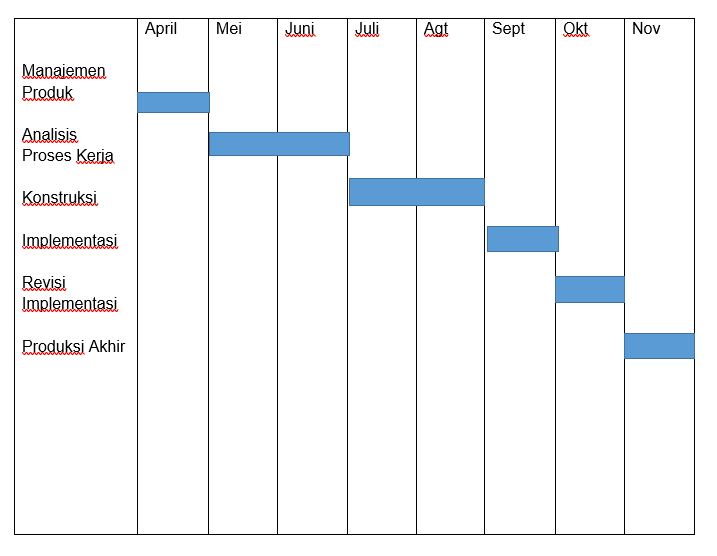 April Mei Juni Juli Agt Sept Okt Nov
Manajemen
Produk
Analisis
Proses Kerja
Konstruksi
Implementasi
Revisi
Implementasi
Produksi Akhir